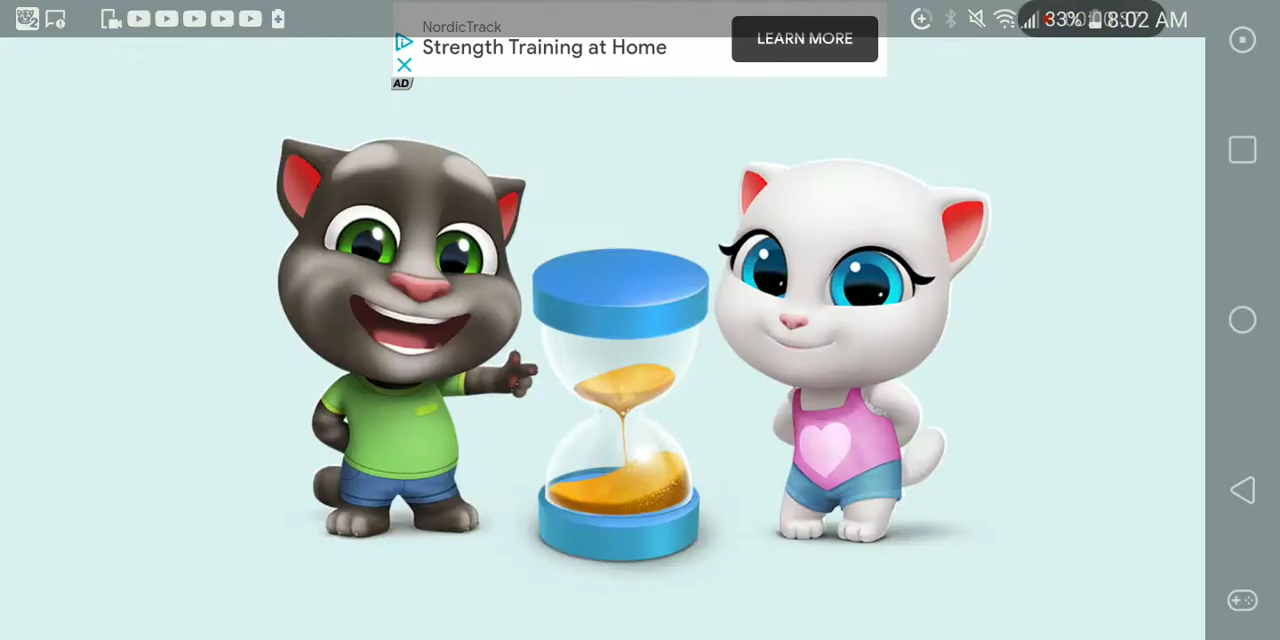 NordicTrack
Strength Training at Home
LEARN MORE
AD
33%
8:02 AM